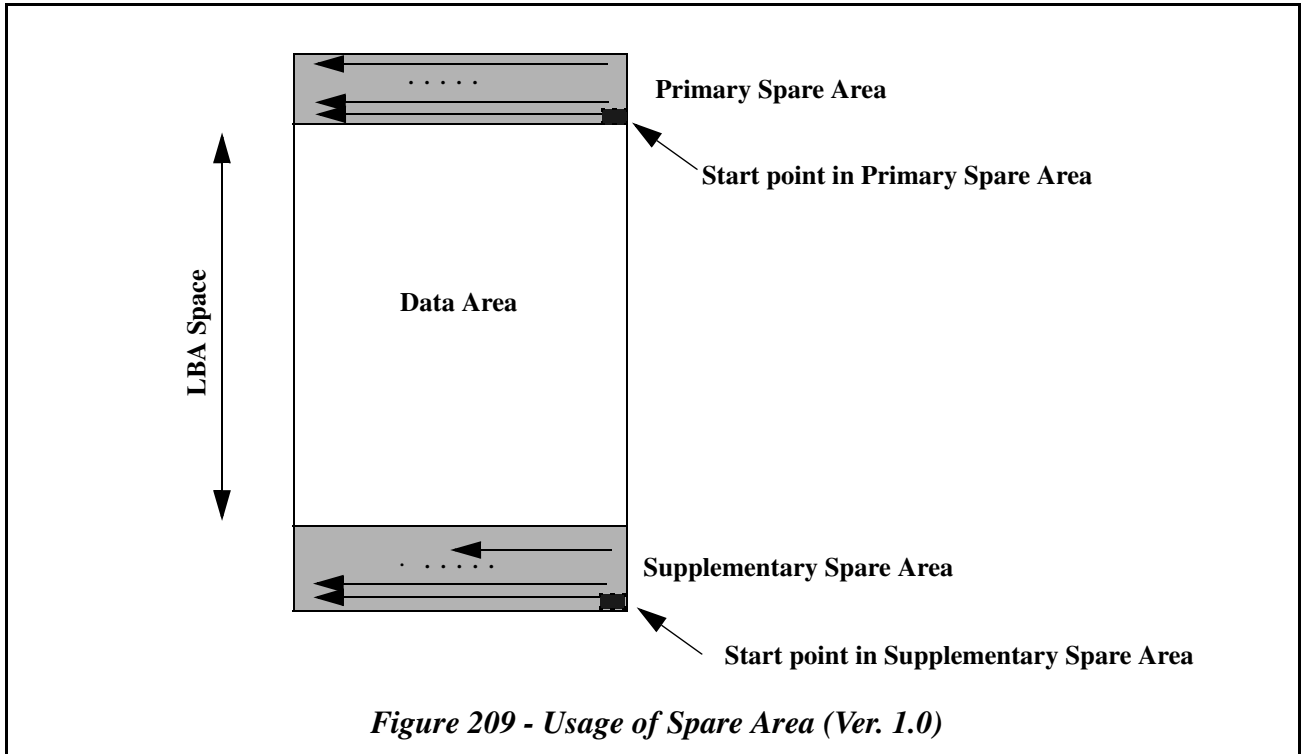 Primary Spare Area
Start point in Primary Spare Area
LBA Space
Data Area
Supplementary Spare Area
Start point in Supplementary Spare Area
Figure 209 - Usage of Spare Area (Ver. 1.0)